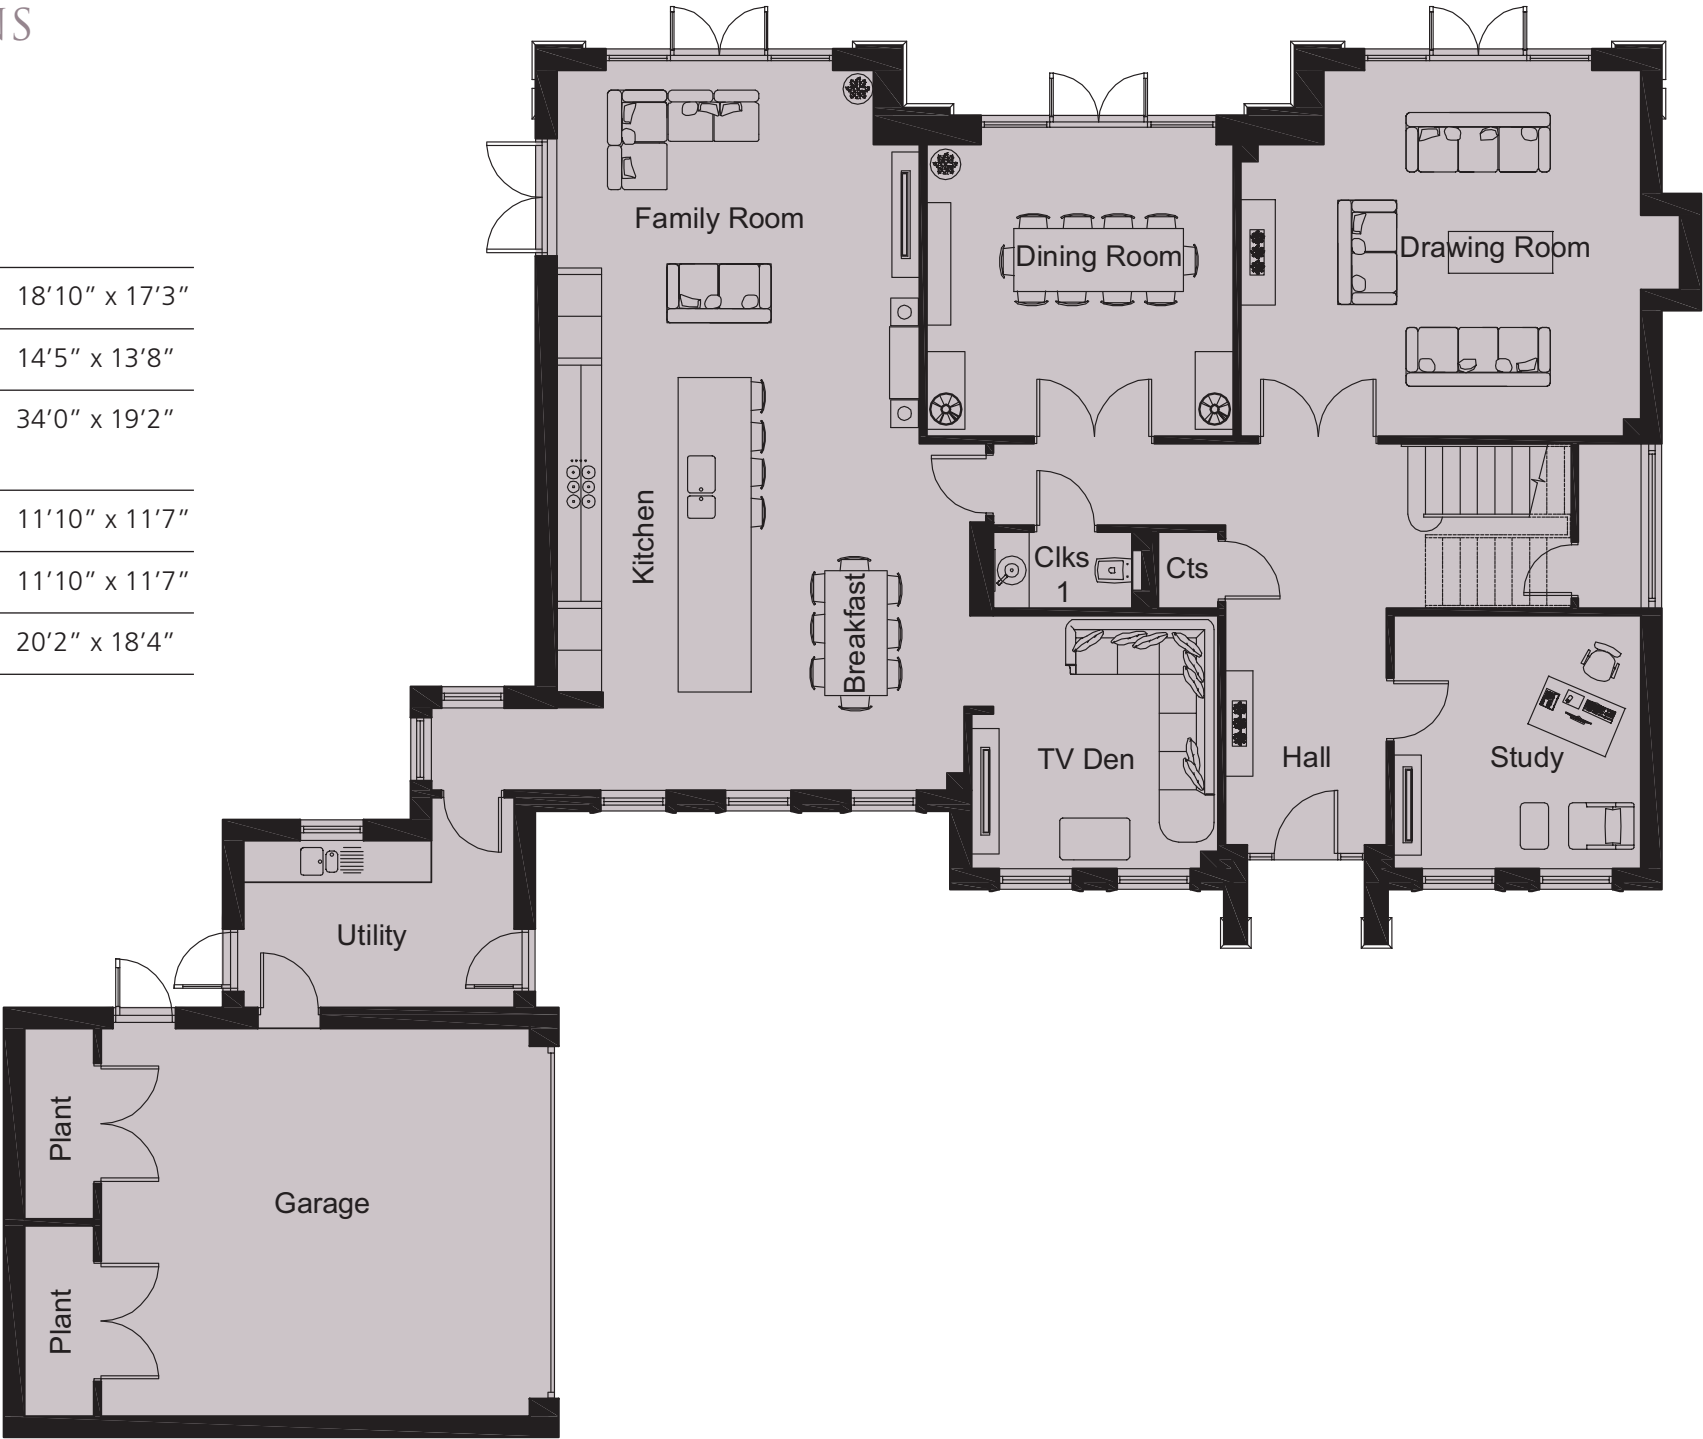 NS
18'10" x 17'3"
14'5" x 13'8"
34'0" x 19'2"
11'10" x 11'7"
11'10" x 11'7"
20'2" x 18'4"
Family Room
Dining Room
Drawing Room
Kitchen
Breakfast
Clks
1
Cts
TV Den
Hall
Study
Utility
Plant
Garage
Plant